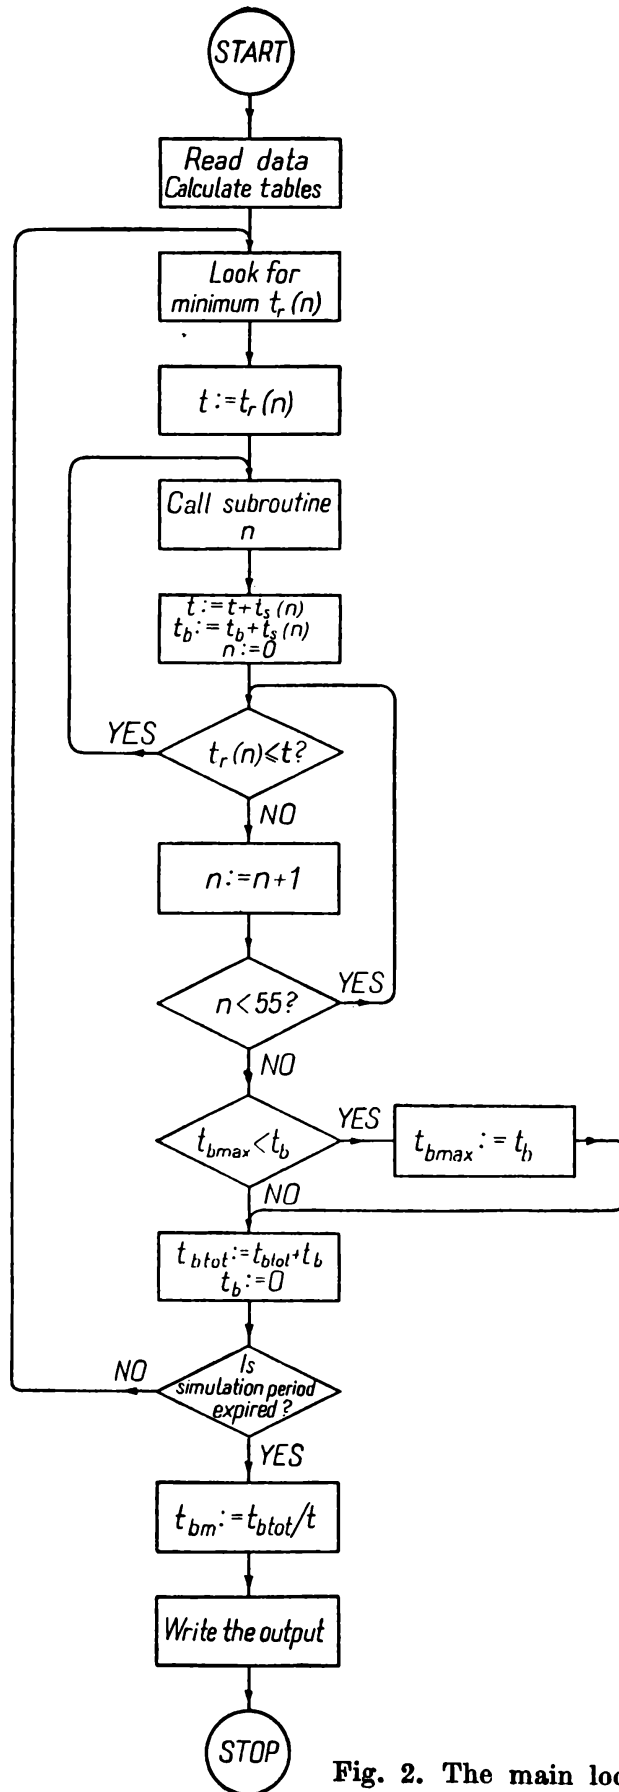 START
Read data
Calculate tables
Look for
minimum t_r(n)
t:=t_r(n)
Call subroutine
n
t:=t+t_s(n)
t_b:=t_b+t_s(n)
n:=0
YES
t_r(n)≤t?
NO
n:=n+1
YES
n<55?
NO
YES
t_bmax<t_b
t_bmax:=t_b
NO
t_btot:=t_btot+t_b
t_b:=0
NO
Is
simulation period
expired?
YES
t_bm:=t_btot/t
Write the output
STOP
Fig. 2. The main loo